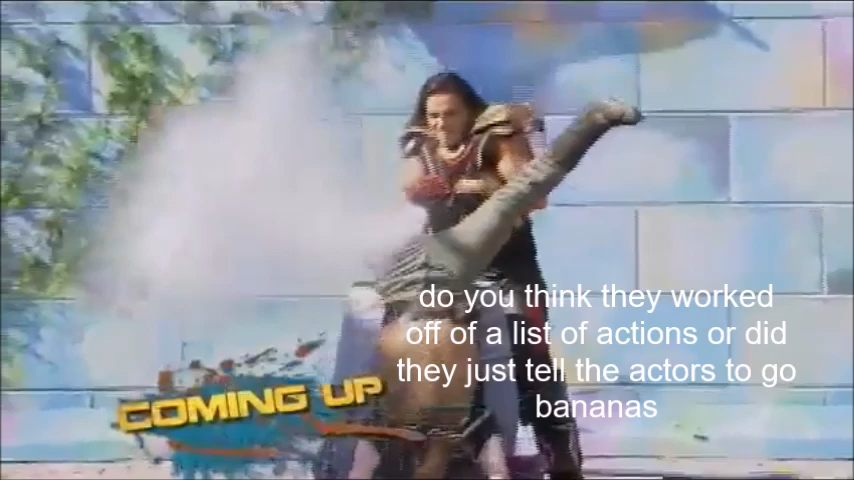 do you think they worked
off of a list of actions or did
they just tell the actors to go
bananas
COMING UP